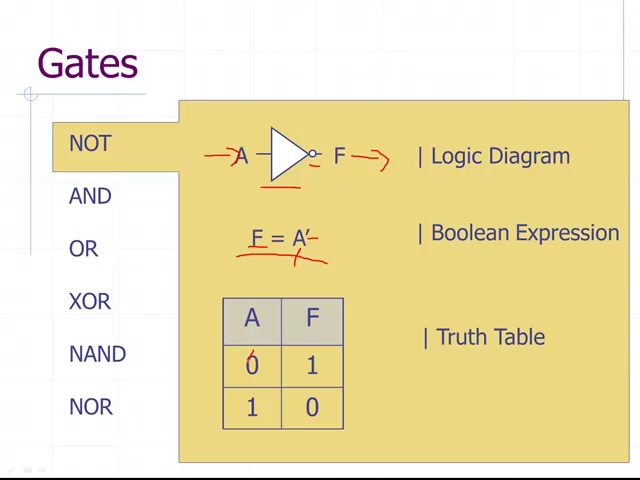 Gates
NOT
AND
OR
XOR
NAND
NOR
A F | Logic Diagram
F = A′ | Boolean Expression
A F
0 1
1 0
| Truth Table